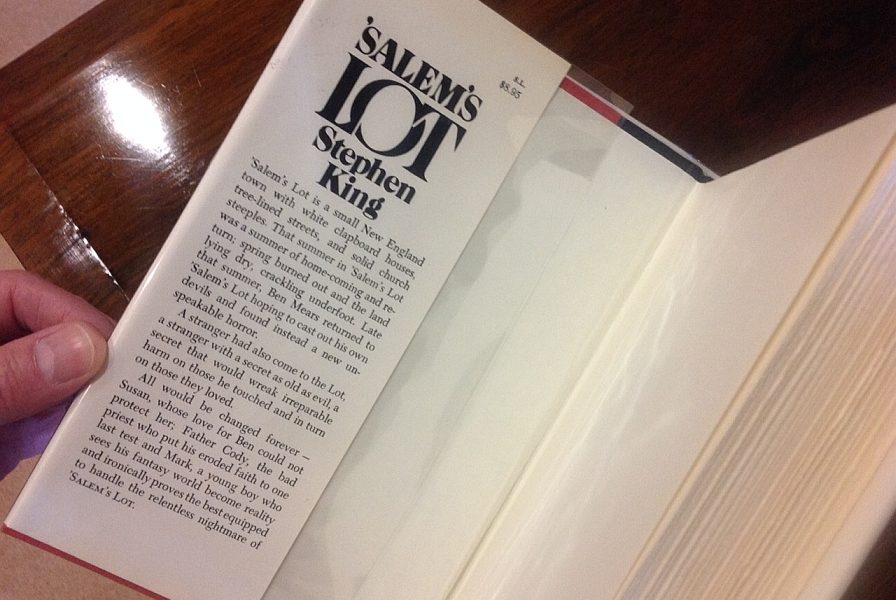 'SALEM'S
LOT
Stephen
King
S.L.
$8.95
'Salem's Lot is a small New England
town with white clapboard houses,
tree-lined streets, and solid church
steeples. That summer in 'Salem's Lot
was a summer of home-coming and re-
turn; spring burned out and the land
lying dry, crackling underfoot. Late
that summer, Ben Mears returned to
'Salem's Lot hoping to cast out his own
devils and found instead a new un-
speakable horror.
A stranger had also come to the Lot,
a stranger with a secret as old as evil, a
secret that would wreak irreparable
harm on those he touched and in turn
on those they loved.
All would be changed forever –
Susan, whose love for Ben could not
protect her; Father Cody, the bad
priest who put his eroded faith to one
last test and Mark, a young boy who
sees his fantasy world become reality
and ironically proves the best equipped
to handle the relentless nightmare of
'SALEM'S LOT.